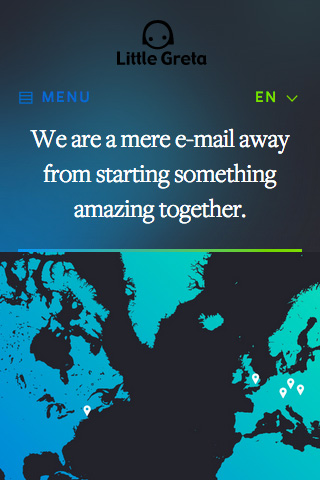 Little Greta
MENU
EN
We are a mere e-mail away
from starting something
amazing together.